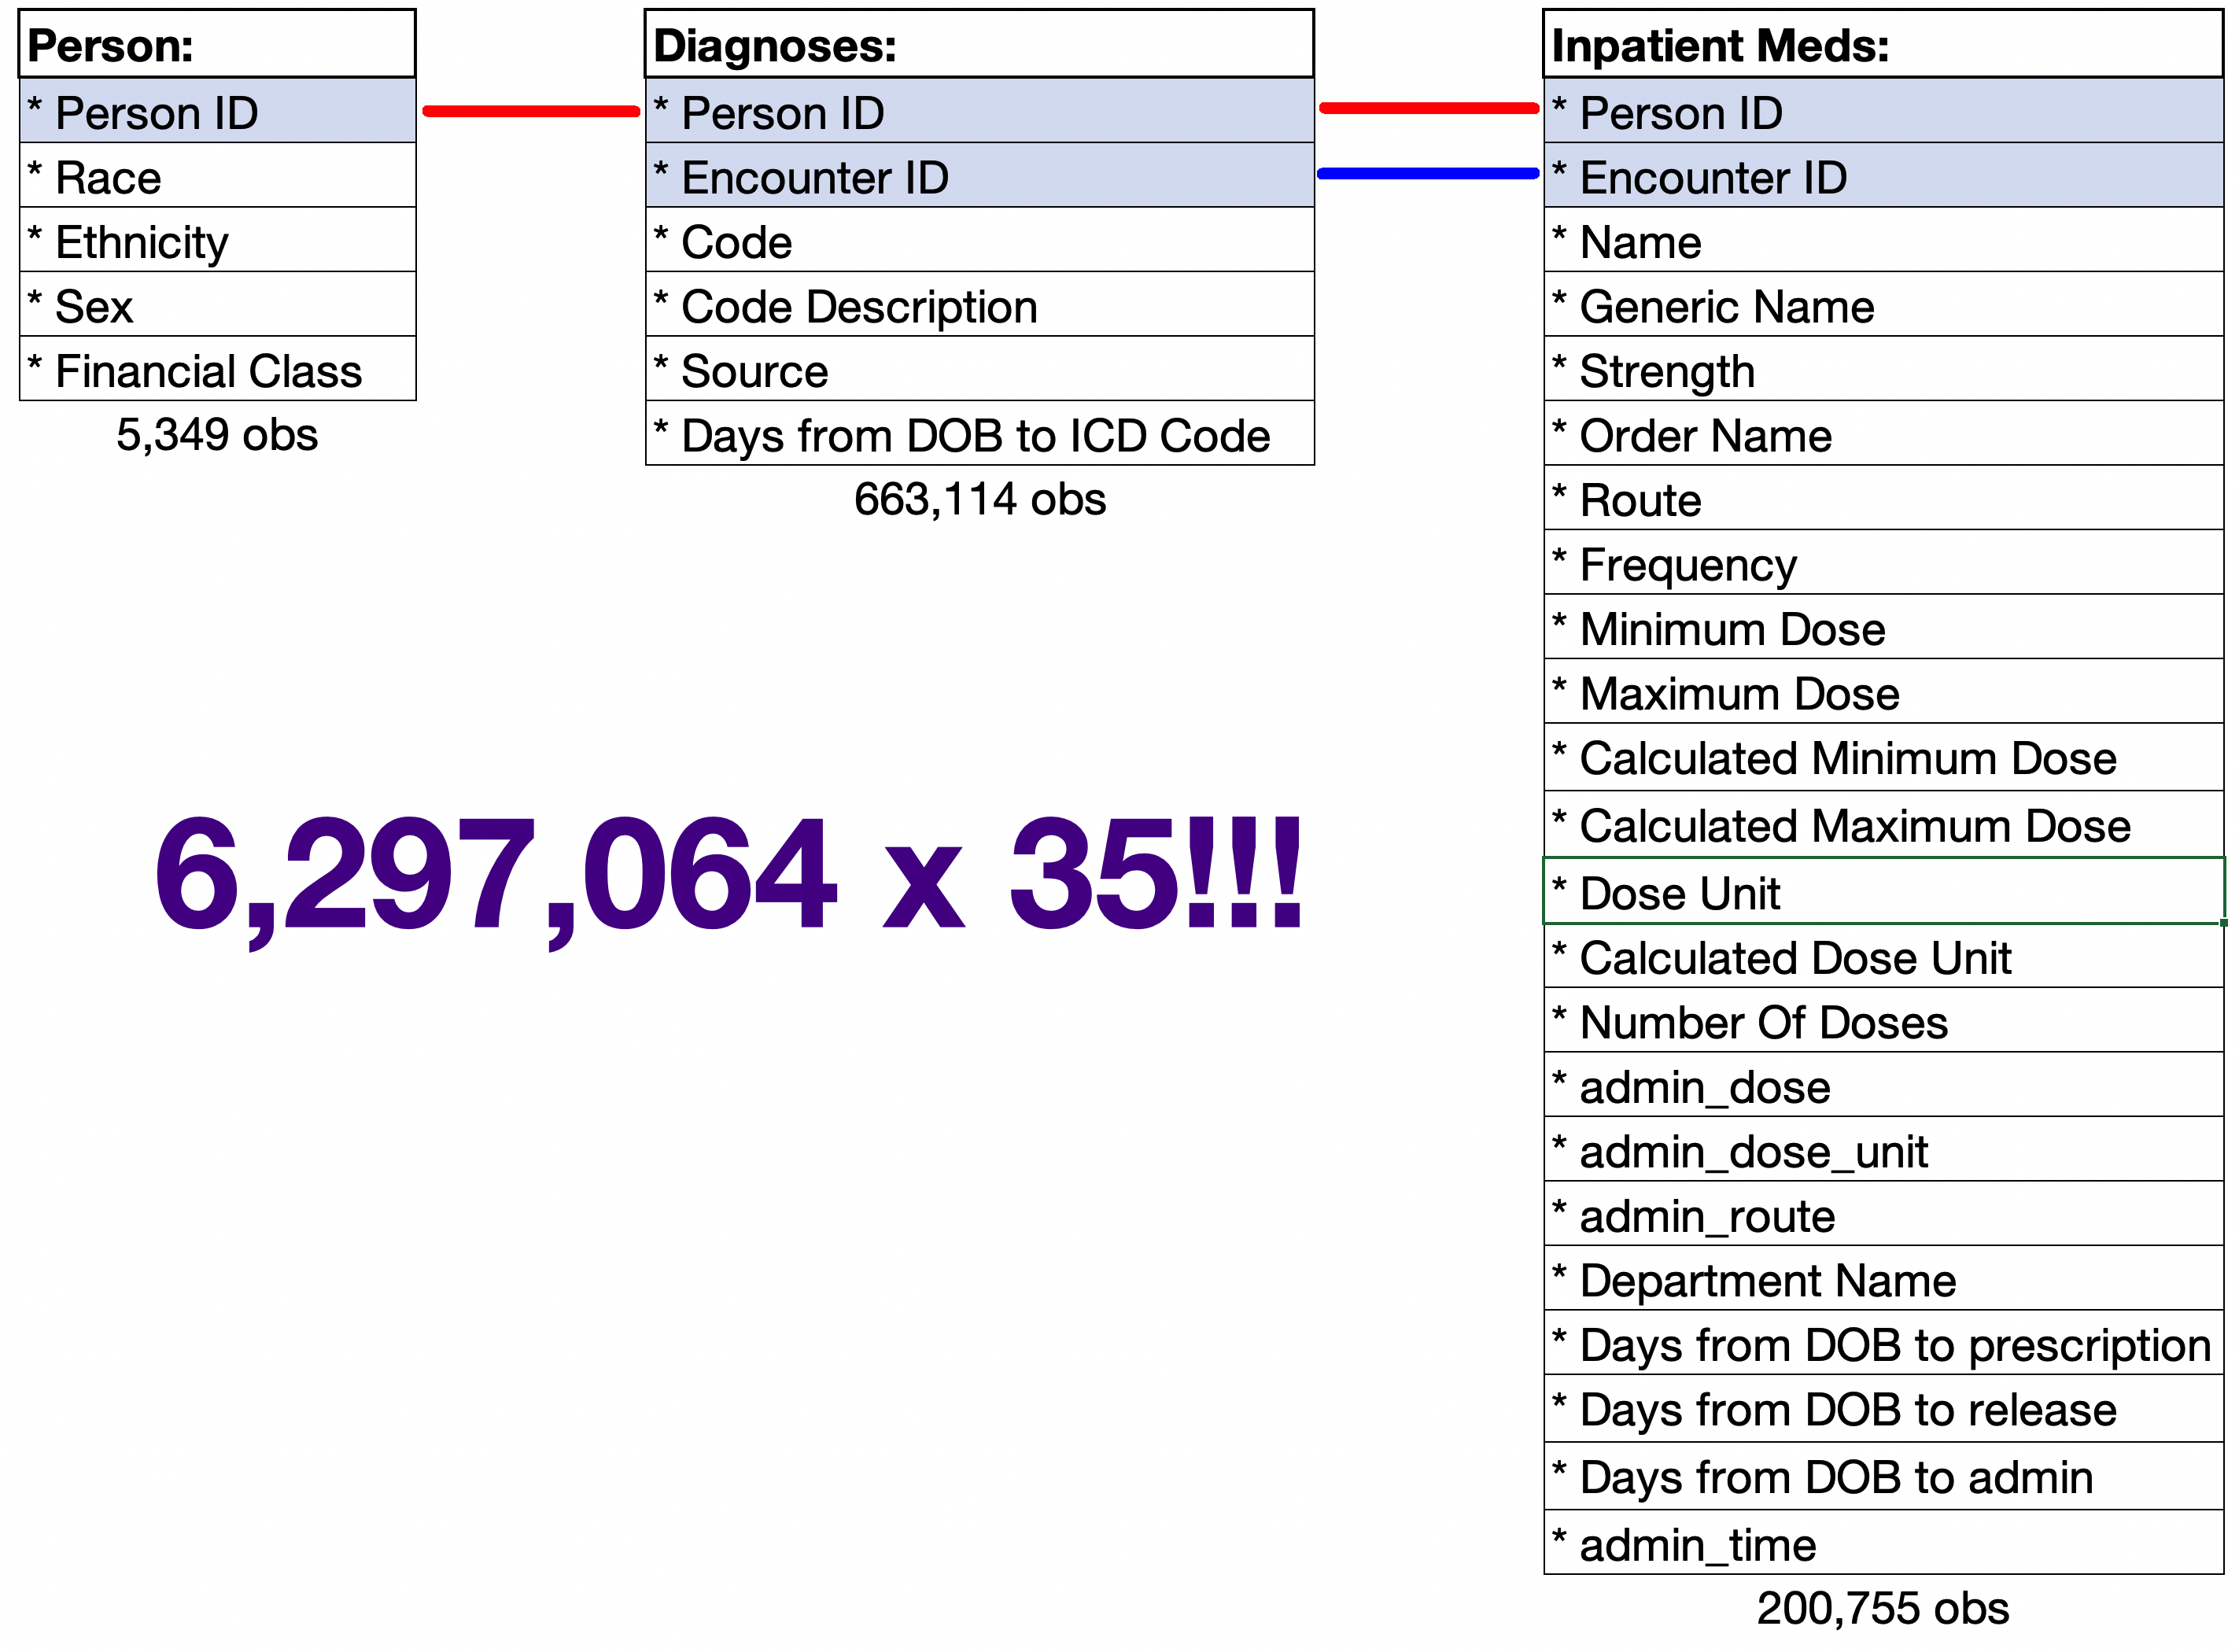 Person:
* Person ID
* Race
* Ethnicity
* Sex
* Financial Class
5,349 obs
Diagnoses:
* Person ID
* Encounter ID
* Code
* Code Description
* Source
* Days from DOB to ICD Code
663,114 obs
6,297,064 x 35!!!
Inpatient Meds:
* Person ID
* Encounter ID
* Name
* Generic Name
* Strength
* Order Name
* Route
* Frequency
* Minimum Dose
* Maximum Dose
* Calculated Minimum Dose
* Calculated Maximum Dose
* Dose Unit
* Calculated Dose Unit
* Number Of Doses
* admin_dose
* admin_dose_unit
* admin_route
* Department Name
* Days from DOB to prescription
* Days from DOB to release
* Days from DOB to admin
* admin_time
200,755 obs